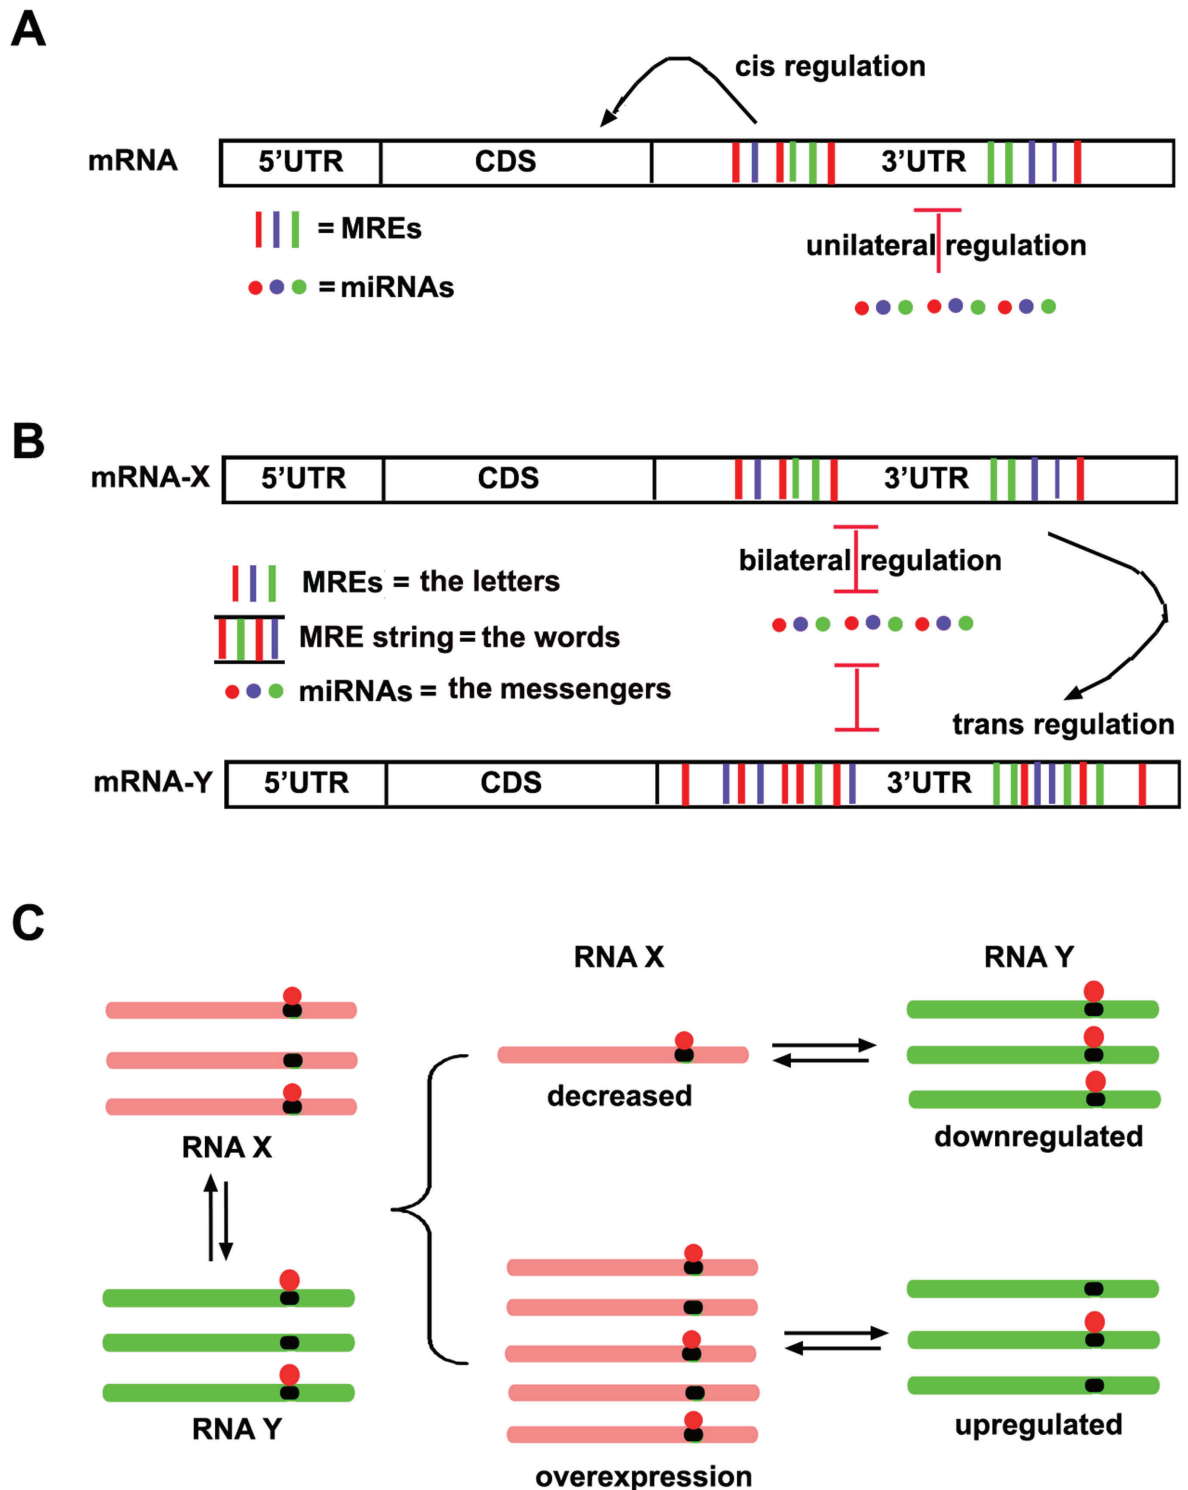 A
cis regulation
mRNA
5’UTR
CDS
3’UTR
= MREs
unilateral regulation
= miRNAs
B
mRNA-X
5’UTR
CDS
3’UTR
bilateral regulation
MREs = the letters
MRE string = the words
miRNAs = the messengers
trans regulation
mRNA-Y
5’UTR
CDS
3’UTR
C
RNA X
RNA Y
decreased
downregulated
RNA X
RNA Y
upregulated
overexpression